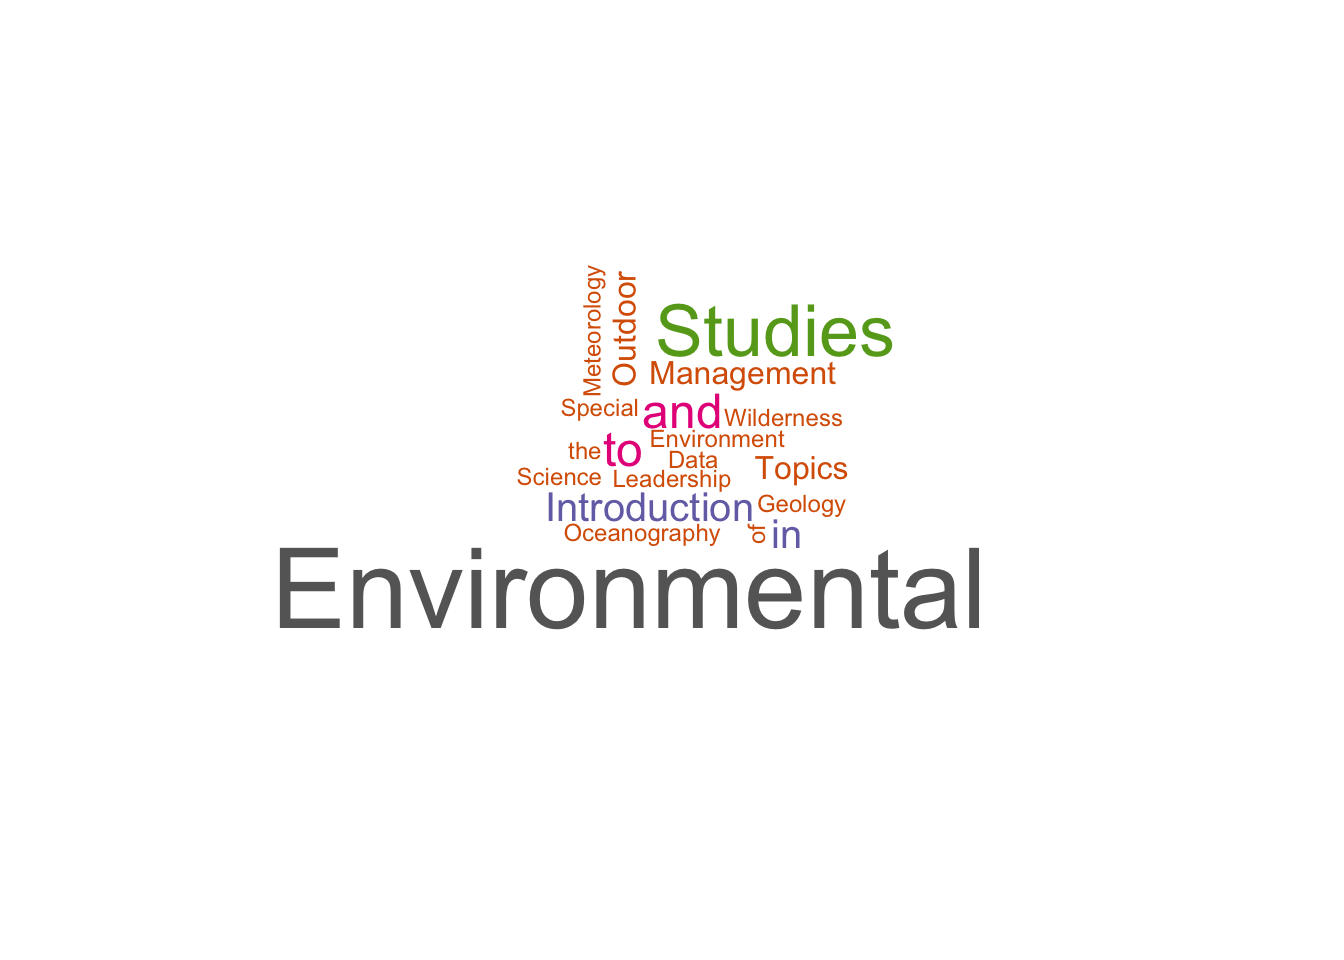 Meteorology
Outdoor
Studies
Management
Special
and
Wilderness
Environment
the
to
Data
Topics
Science
Leadership
Introduction
Geology
Oceanography
of
in
Environmental